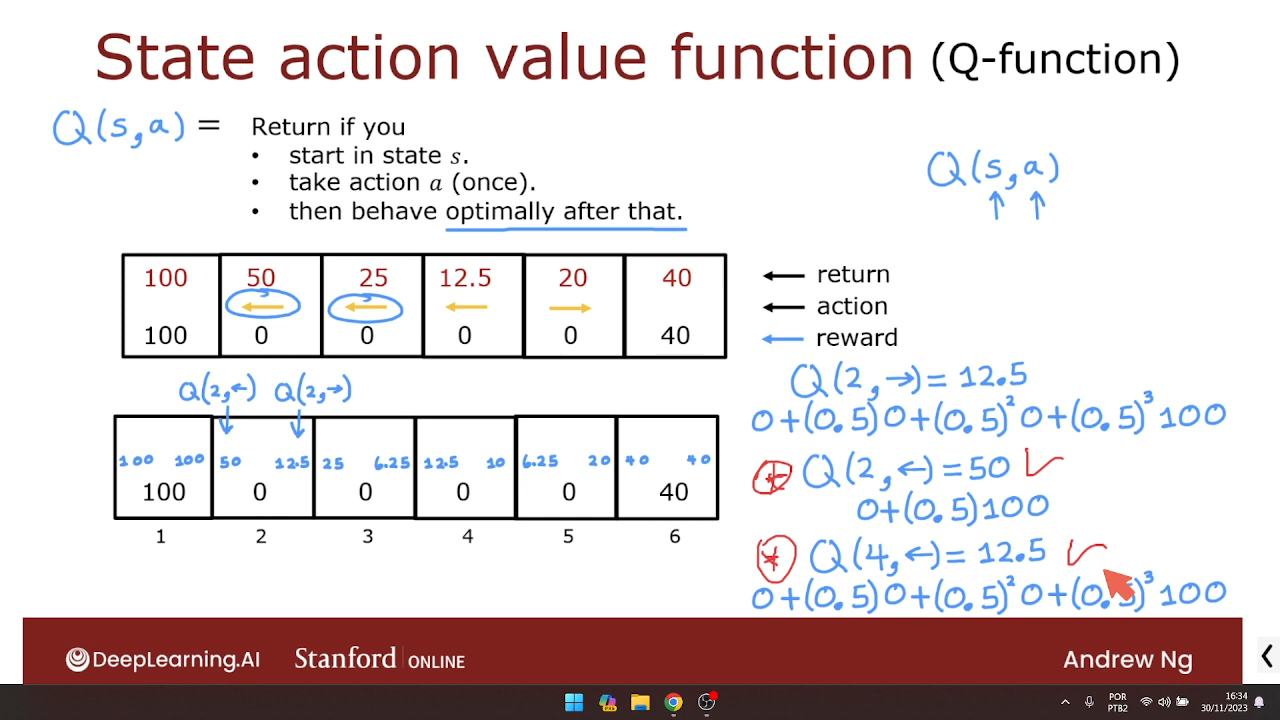 State action value function (Q-function)
Q(s,a) = Return if you
• start in state s.
• take action a (once).
• then behave optimally after that.
Q(s,a)
↑ ↑
100 50 25 12.5 20 40
← ← ← →
100 0 0 0 0 40
← return
← action
← reward
Q(2,←) Q(2,→)
100 100 50 12.5 25 6.25 12.5 10 6.25 20 40 40
100 0 0 0 0 40
1 2 3 4 5 6
Q(2,→) = 12.5
0+(0.5)0+(0.5)²0+(0.5)³100
* Q(2,←) = 50 ✓
0+(0.5)100
* Q(4,←) = 12.5 ✓
0+(0.5)0+(0.5)²0+(0.5)³100
DeepLearning.AI Stanford ONLINE Andrew Ng
POR
PTB2
16:34
30/11/2023